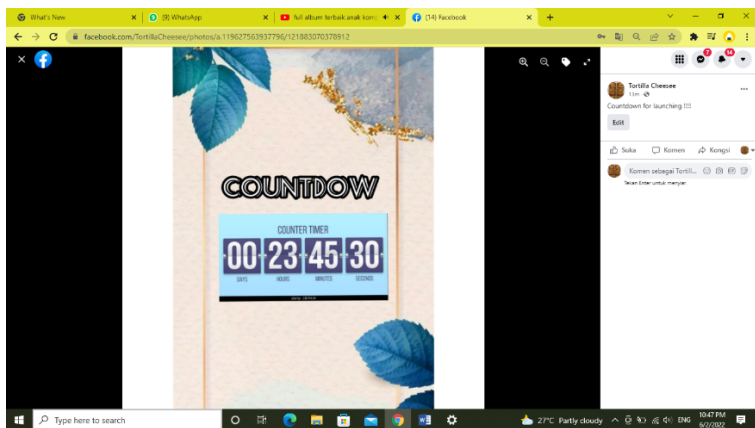 What's New
(9) WhatsApp
full album terbaik anak komp
(14) Facebook
facebook.com/TortillaCheesee/photos/a.119627563937796/121883070378912
7
14
Tortilla Cheesee
Countdown for launching !!!
Edit
Suka Komen Kongsi
Komen sebagai Tortill...
Tekan Enter untuk menyiar.
COUNTDOW
COUNTER TIMER
00 23 45 30
DAYS HOURS MINUTES SECONDS
Type here to search
27°C Partly cloudy
ENG
10:47 PM
6/2/2022